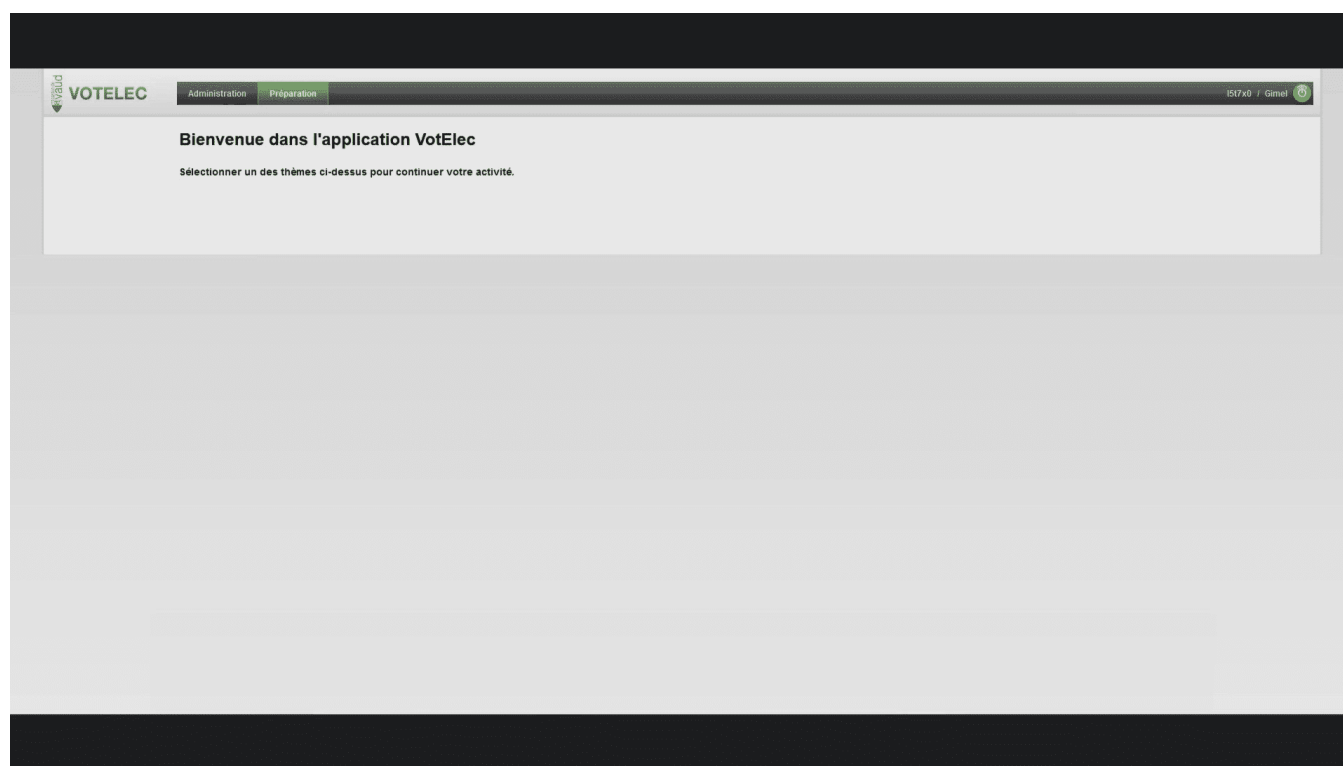 VOTELEC
Administration
Préparation
/ Gimel
Bienvenue dans l'application VotElec
Sélectionner un des thèmes ci-dessus pour continuer votre activité.